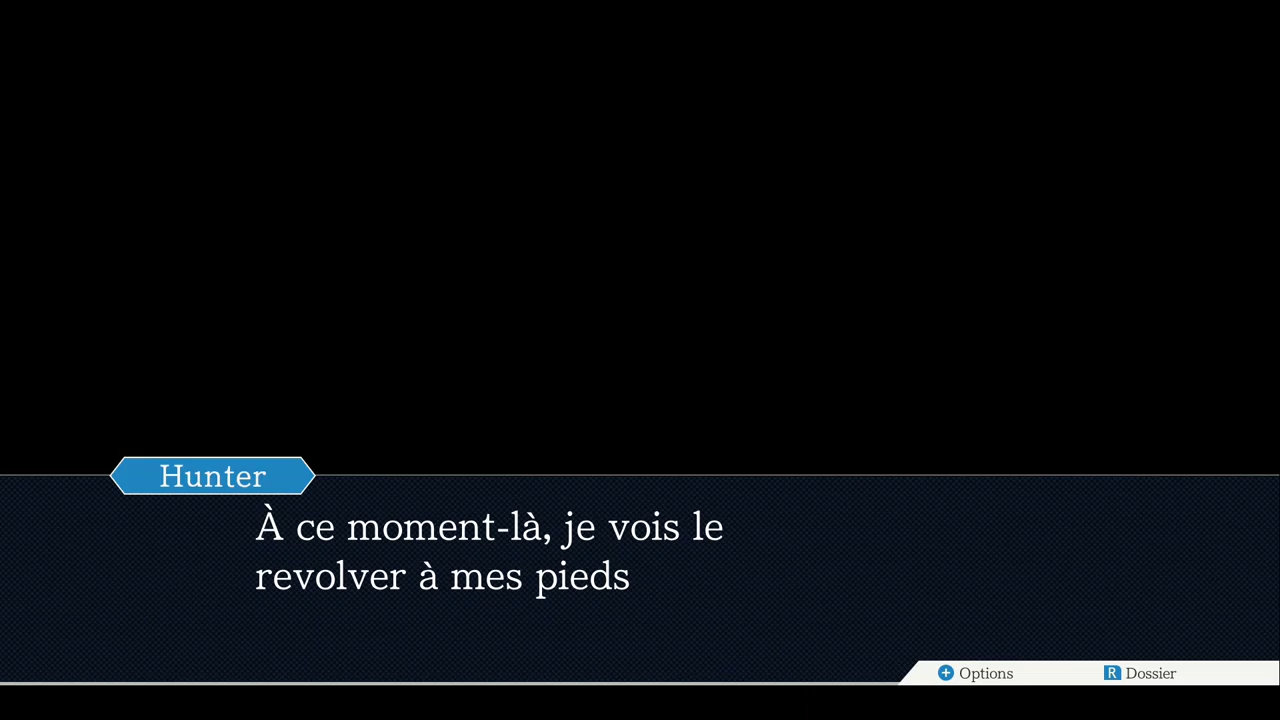 Hunter
À ce moment-là, je vois le
revolver à mes pieds
+ Options
R Dossier